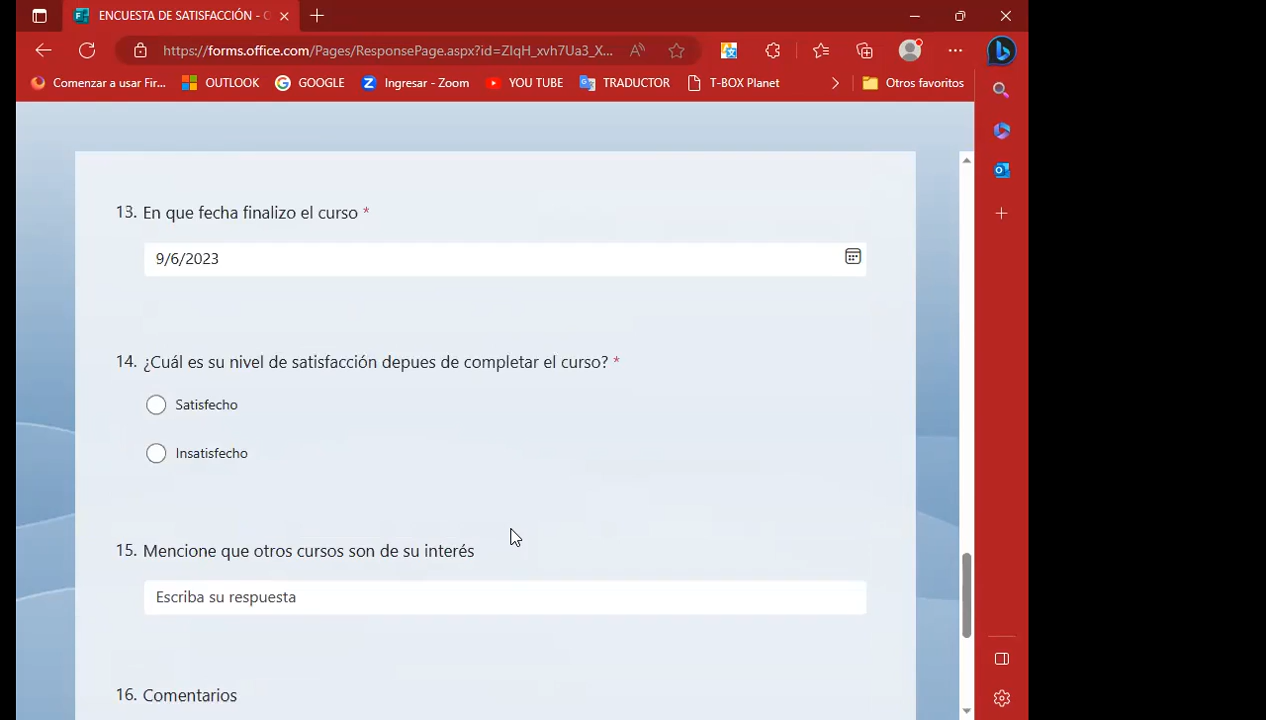 ENCUESTA DE SATISFACCIÓN -
https://forms.office.com/Pages/ResponsePage.aspx?id=ZIqH_xvh7Ua3_X...
Comenzar a usar Fir... OUTLOOK GOOGLE Ingresar - Zoom YOU TUBE TRADUCTOR T-BOX Planet Otros favoritos
13. En que fecha finalizo el curso *
9/6/2023
14. ¿Cuál es su nivel de satisfacción depues de completar el curso? *
Satisfecho
Insatisfecho
15. Mencione que otros cursos son de su interés
Escriba su respuesta
16. Comentarios